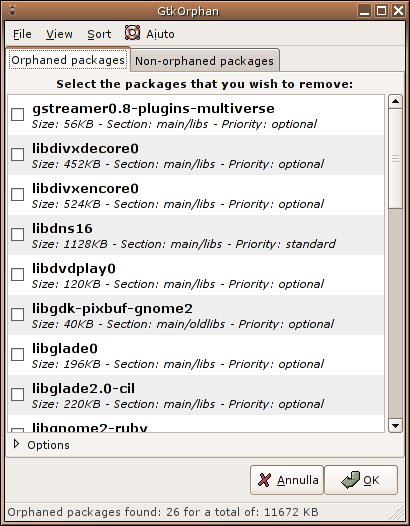 GtkOrphan
File View Sort Aiuto
Orphaned packages Non-orphaned packages
Select the packages that you wish to remove:
gstreamer0.8-plugins-multiverse
Size: 56KB - Section: main/libs - Priority: optional
libdivxdecore0
Size: 452KB - Section: main/libs - Priority: optional
libdivxencore0
Size: 524KB - Section: main/libs - Priority: optional
libdns16
Size: 1128KB - Section: main/libs - Priority: standard
libdvdplay0
Size: 120KB - Section: main/libs - Priority: optional
libgdk-pixbuf-gnome2
Size: 40KB - Section: main/oldlibs - Priority: optional
libglade0
Size: 196KB - Section: main/libs - Priority: optional
libglade2.0-cil
Size: 220KB - Section: main/libs - Priority: optional
libgnome2-ruby
Options
Annulla OK
Orphaned packages found: 26 for a total of: 11672 KB